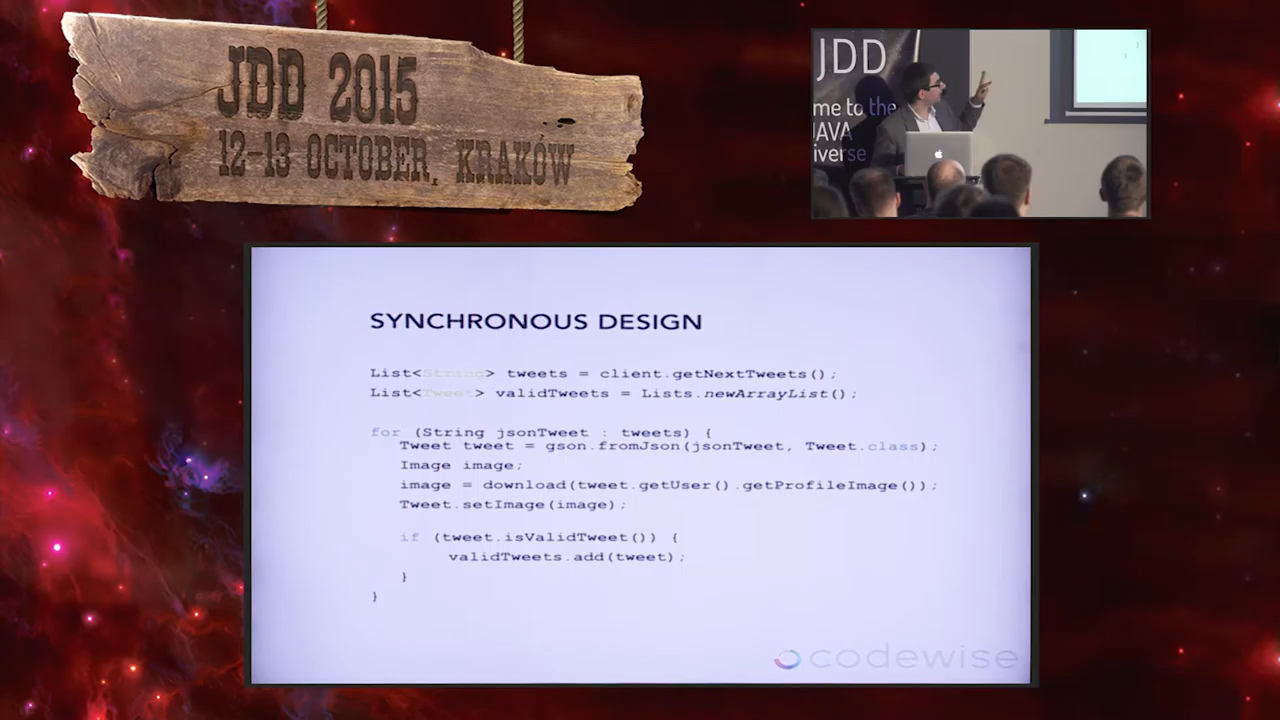 JDD 2015
12-13 OCTOBER, KRAKÓW
JDD
me to the
JAVA
iverse
SYNCHRONOUS DESIGN
List<String> tweets = client.getNextTweets();
List<Tweet> validTweets = Lists.newArrayList();
for (String jsonTweet : tweets) {
Tweet tweet = gson.fromJson(jsonTweet, Tweet.class);
Image image;
image = download(tweet.getUser().getProfileImage());
Tweet.setImage(image);
if (tweet.isValidTweet()) {
validTweets.add(tweet);
}
}
codewise